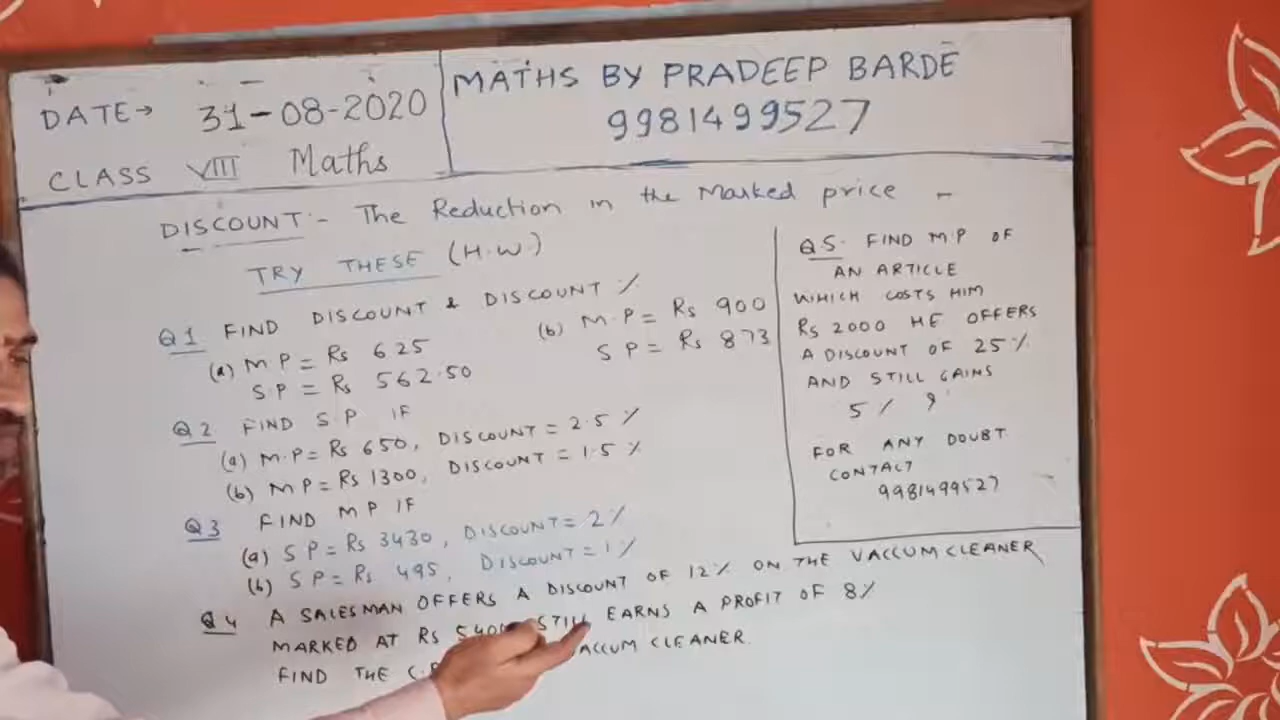 DATE→ 31-08-2020
CLASS VIII Maths
MATHS BY PRADEEP BARDE
9981499527
DISCOUNT:- The Reduction in the Marked price -
TRY THESE (H.W.)
Q1 FIND DISCOUNT & DISCOUNT %
(a) M P = Rs 625
S.P = Rs 562.50
(b) M.P = Rs 900
S P = Rs 873
Q2 FIND S.P IF
(a) M.P = Rs 650, DISCOUNT = 2.5 %
(b) M P = Rs 1300, DISCOUNT = 1.5 %
Q3 FIND M P IF
(a) S P = Rs 3430, DISCOUNT = 2 %
(b) S P = Rs 495, DISCOUNT = 1 %
Q4 A SALESMAN OFFERS A DISCOUNT OF 12% ON THE VACCUM CLEANER
MARKED AT Rs STILL EARNS A PROFIT OF 8%
FIND THE CLEANER.
Q5. FIND M.P OF
AN ARTICLE
WHICH COSTS HIM
Rs 2000 HE OFFERS
A DISCOUNT OF 25%
AND STILL GAINS
5 % ?
FOR ANY DOUBT
CONTACT
9981499527